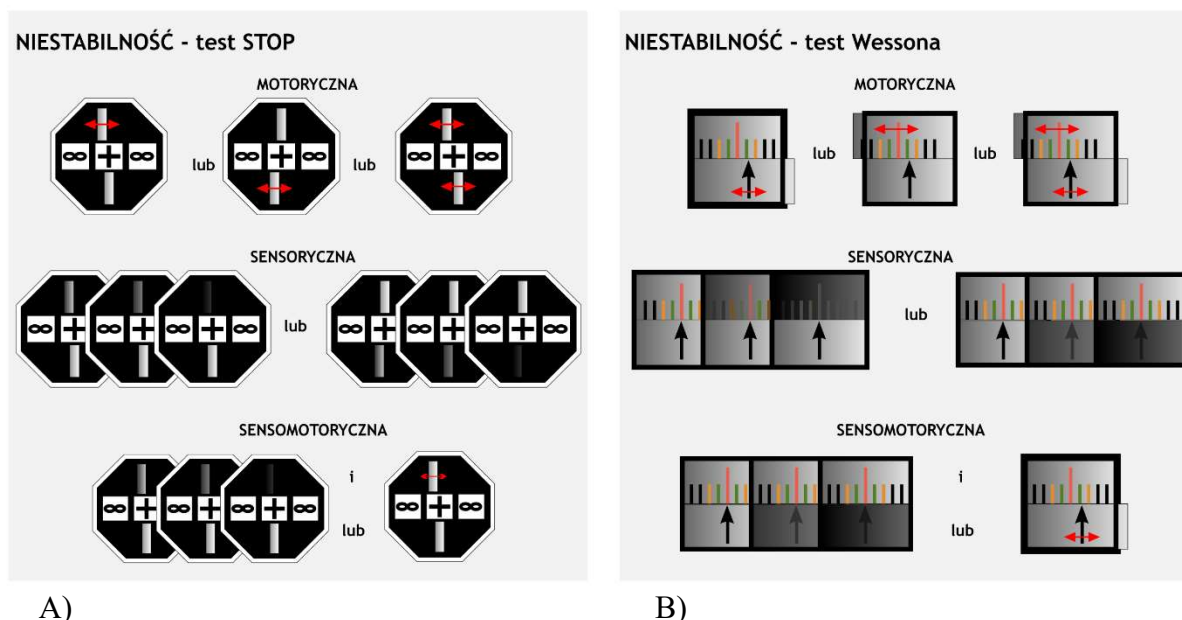 NIESTABILNOŚĆ - test STOP
MOTORYCZNA
∞ + ∞ lub ∞ + ∞ lub ∞ + ∞
SENSORYCZNA
∞ + + ∞ + ∞ lub ∞ + + ∞ + ∞
SENSOMOTORYCZNA
i
∞ + + ∞ + ∞ ∞ + ∞
lub
A)
NIESTABILNOŚĆ - test Wessona
MOTORYCZNA
lub lub
SENSORYCZNA
lub
SENSOMOTORYCZNA
i
lub
B)